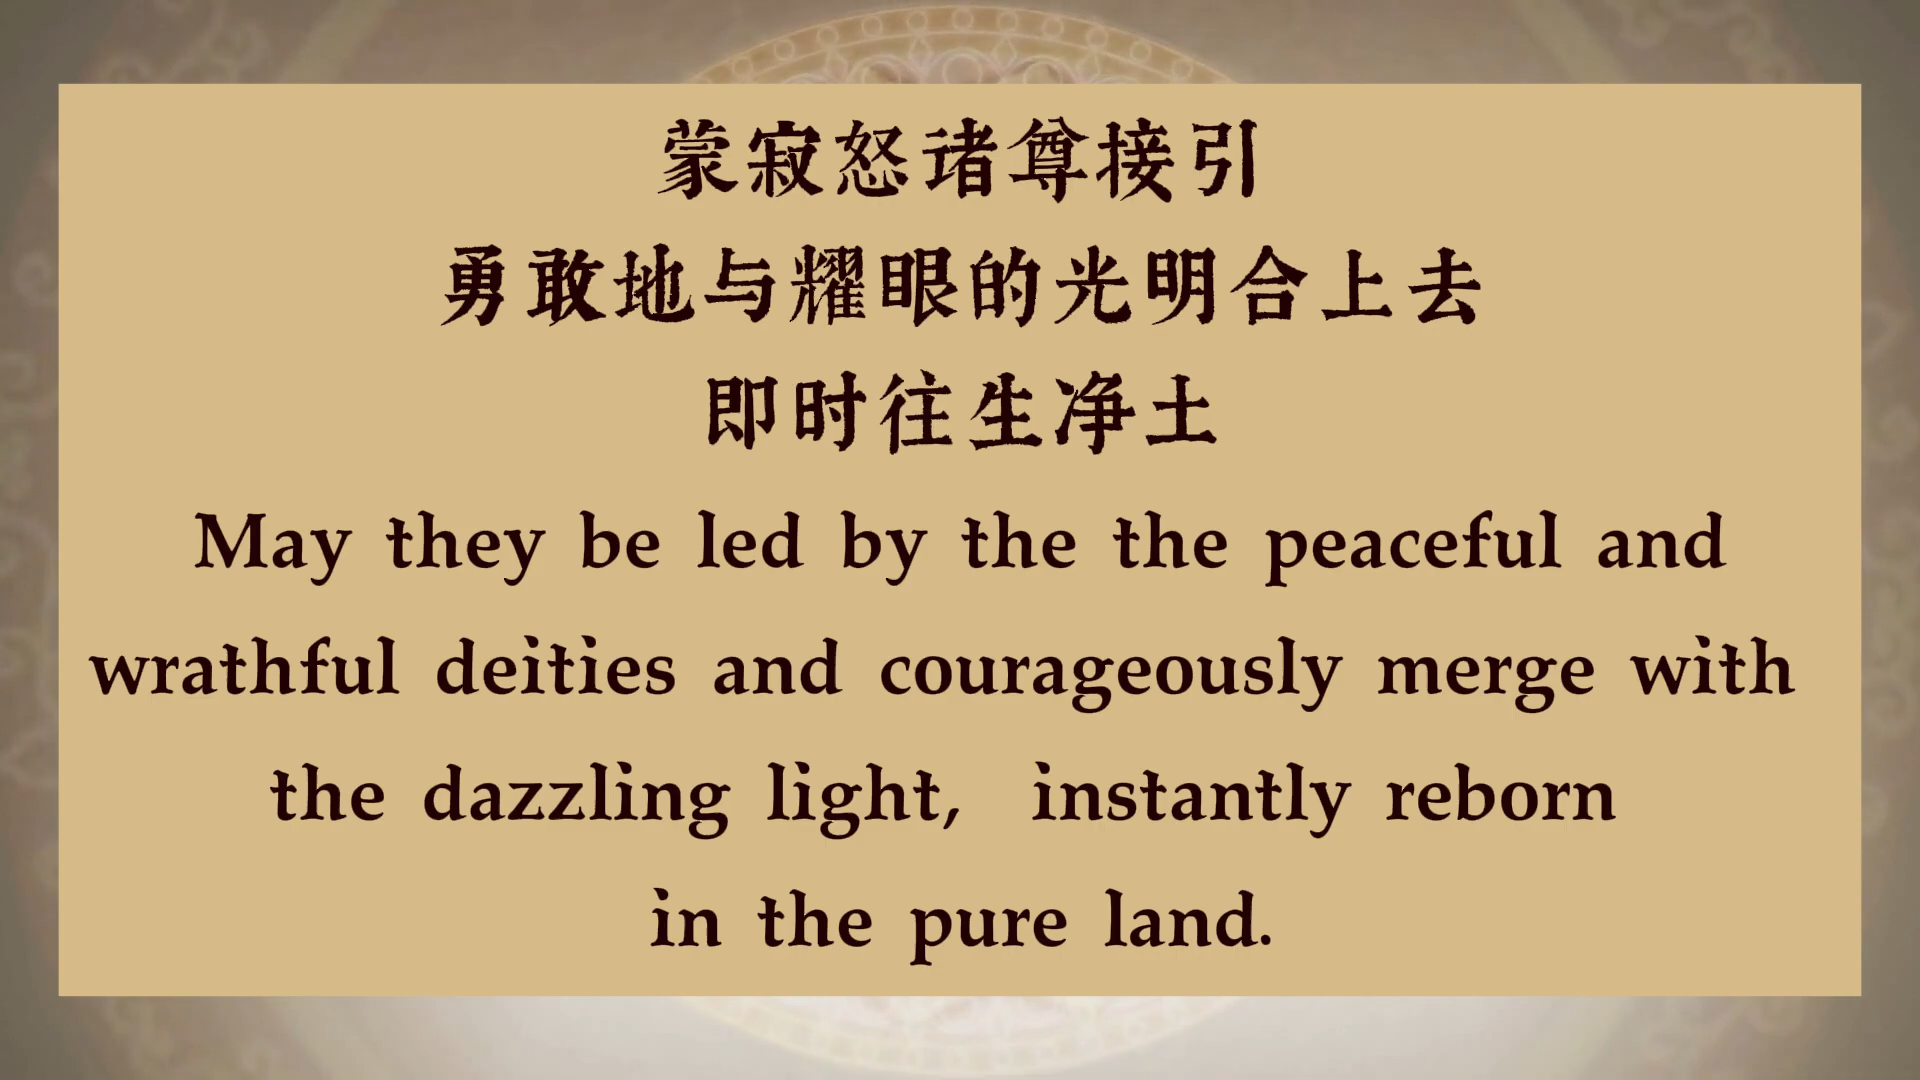 蒙寂怒诸尊接引
勇敢地与耀眼的光明合上去
即时往生净土
May they be led by the the peaceful and
wrathful deities and courageously merge with
the dazzling light, instantly reborn
in the pure land.